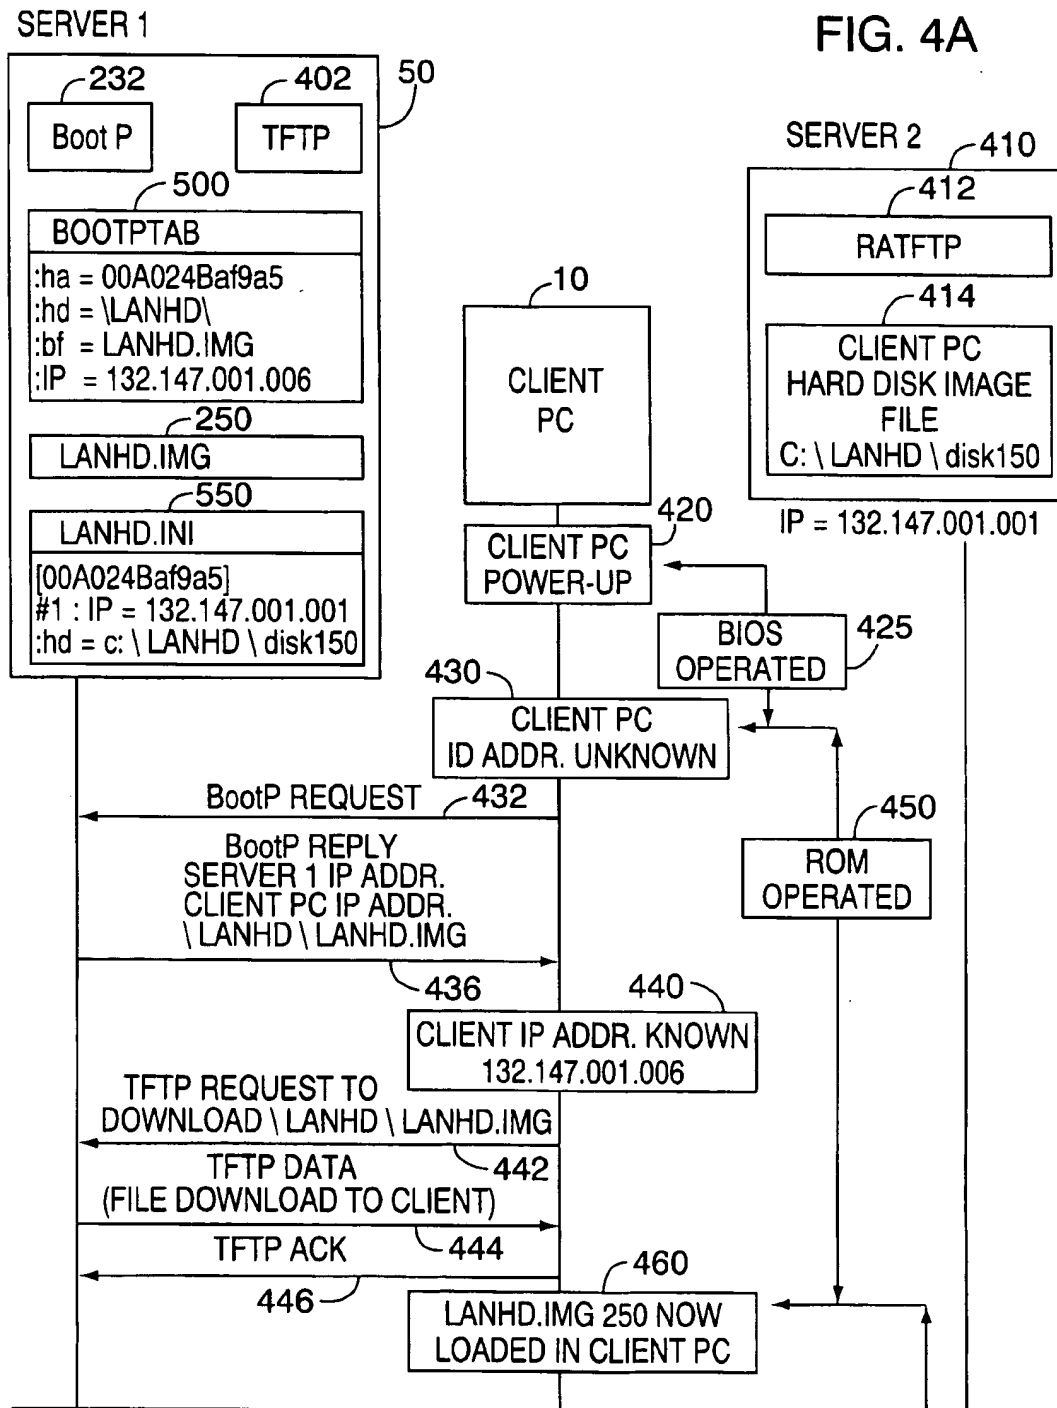 SERVER 1
FIG. 4A
50
232
402
Boot P
TFTP
500
BOOTPTAB
:ha = 00A024Baf9a5
:hd = \LANHD\
:bf = LANHD.IMG
:IP = 132.147.001.006
250
LANHD.IMG
550
LANHD.INI
[00A024Baf9a5]
#1 : IP = 132.147.001.001
:hd = c: \ LANHD \ disk150
SERVER 2
410
412
RATFTP
414
CLIENT PC
HARD DISK IMAGE
FILE
C: \ LANHD \ disk150
IP = 132.147.001.001
10
CLIENT
PC
420
CLIENT PC
POWER-UP
BIOS
OPERATED
425
430
CLIENT PC
ID ADDR. UNKNOWN
BootP REQUEST
432
BootP REPLY
SERVER 1 IP ADDR.
CLIENT PC IP ADDR.
\ LANHD \ LANHD.IMG
436
450
ROM
OPERATED
440
CLIENT IP ADDR. KNOWN
132.147.001.006
TFTP REQUEST TO
DOWNLOAD \ LANHD \ LANHD.IMG
442
TFTP DATA
(FILE DOWNLOAD TO CLIENT)
444
TFTP ACK
446
460
LANHD.IMG 250 NOW
LOADED IN CLIENT PC